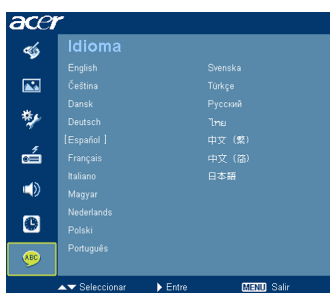 acer
Idioma
English
Čeština
Dansk
Deutsch
[Español ]
Français
Italiano
Magyar
Nederlands
Polski
Português
Svenska
Türkçe
Русский
ไทย
中文 (繁)
中文 (简)
日本語
ABC
Seleccionar Entre MENU Salir